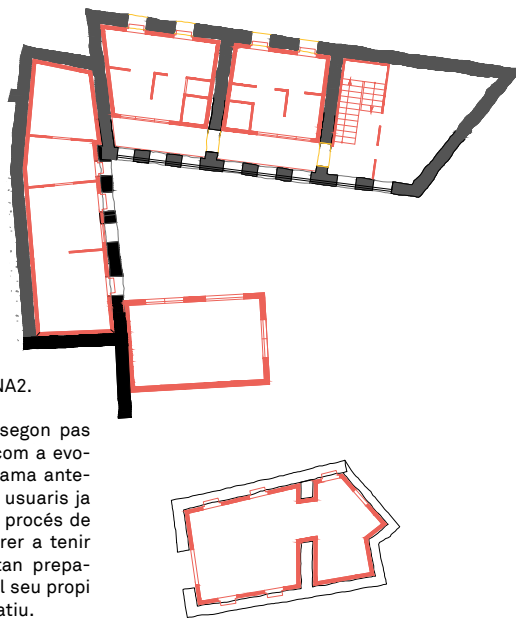 NA2.
segon pas
com a evo-
ama ante-
usuaris ja
procés de
rer a tenir
tan prepa-
l seu propi
atiu.